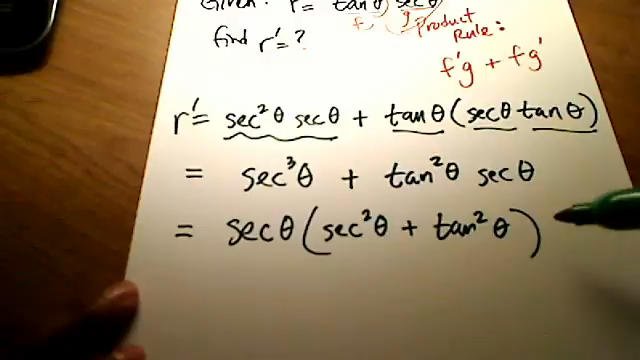 Given: r = tanθ secθ
f g Product Rule:
find r'=?
f'g + fg'
r' = sec²θ secθ + tanθ (secθ tanθ)
= sec³θ + tan²θ secθ
= secθ (sec²θ + tan²θ)